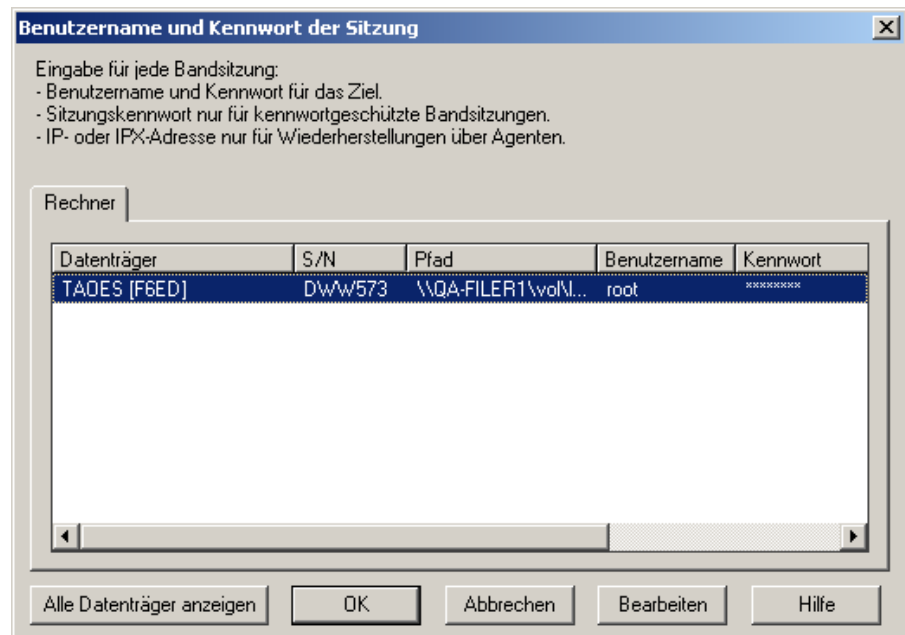 Benutzername und Kennwort der Sitzung
Eingabe für jede Bandsitzung:
- Benutzername und Kennwort für das Ziel.
- Sitzungskennwort nur für kennwortgeschützte Bandsitzungen.
- IP- oder IPX-Adresse nur für Wiederherstellungen über Agenten.
Rechner
Datenträger S/N Pfad Benutzername Kennwort
TAOES [F6ED] DWW573 \\QA-FILER1\vol\l... root ********
Alle Datenträger anzeigen OK Abbrechen Bearbeiten Hilfe